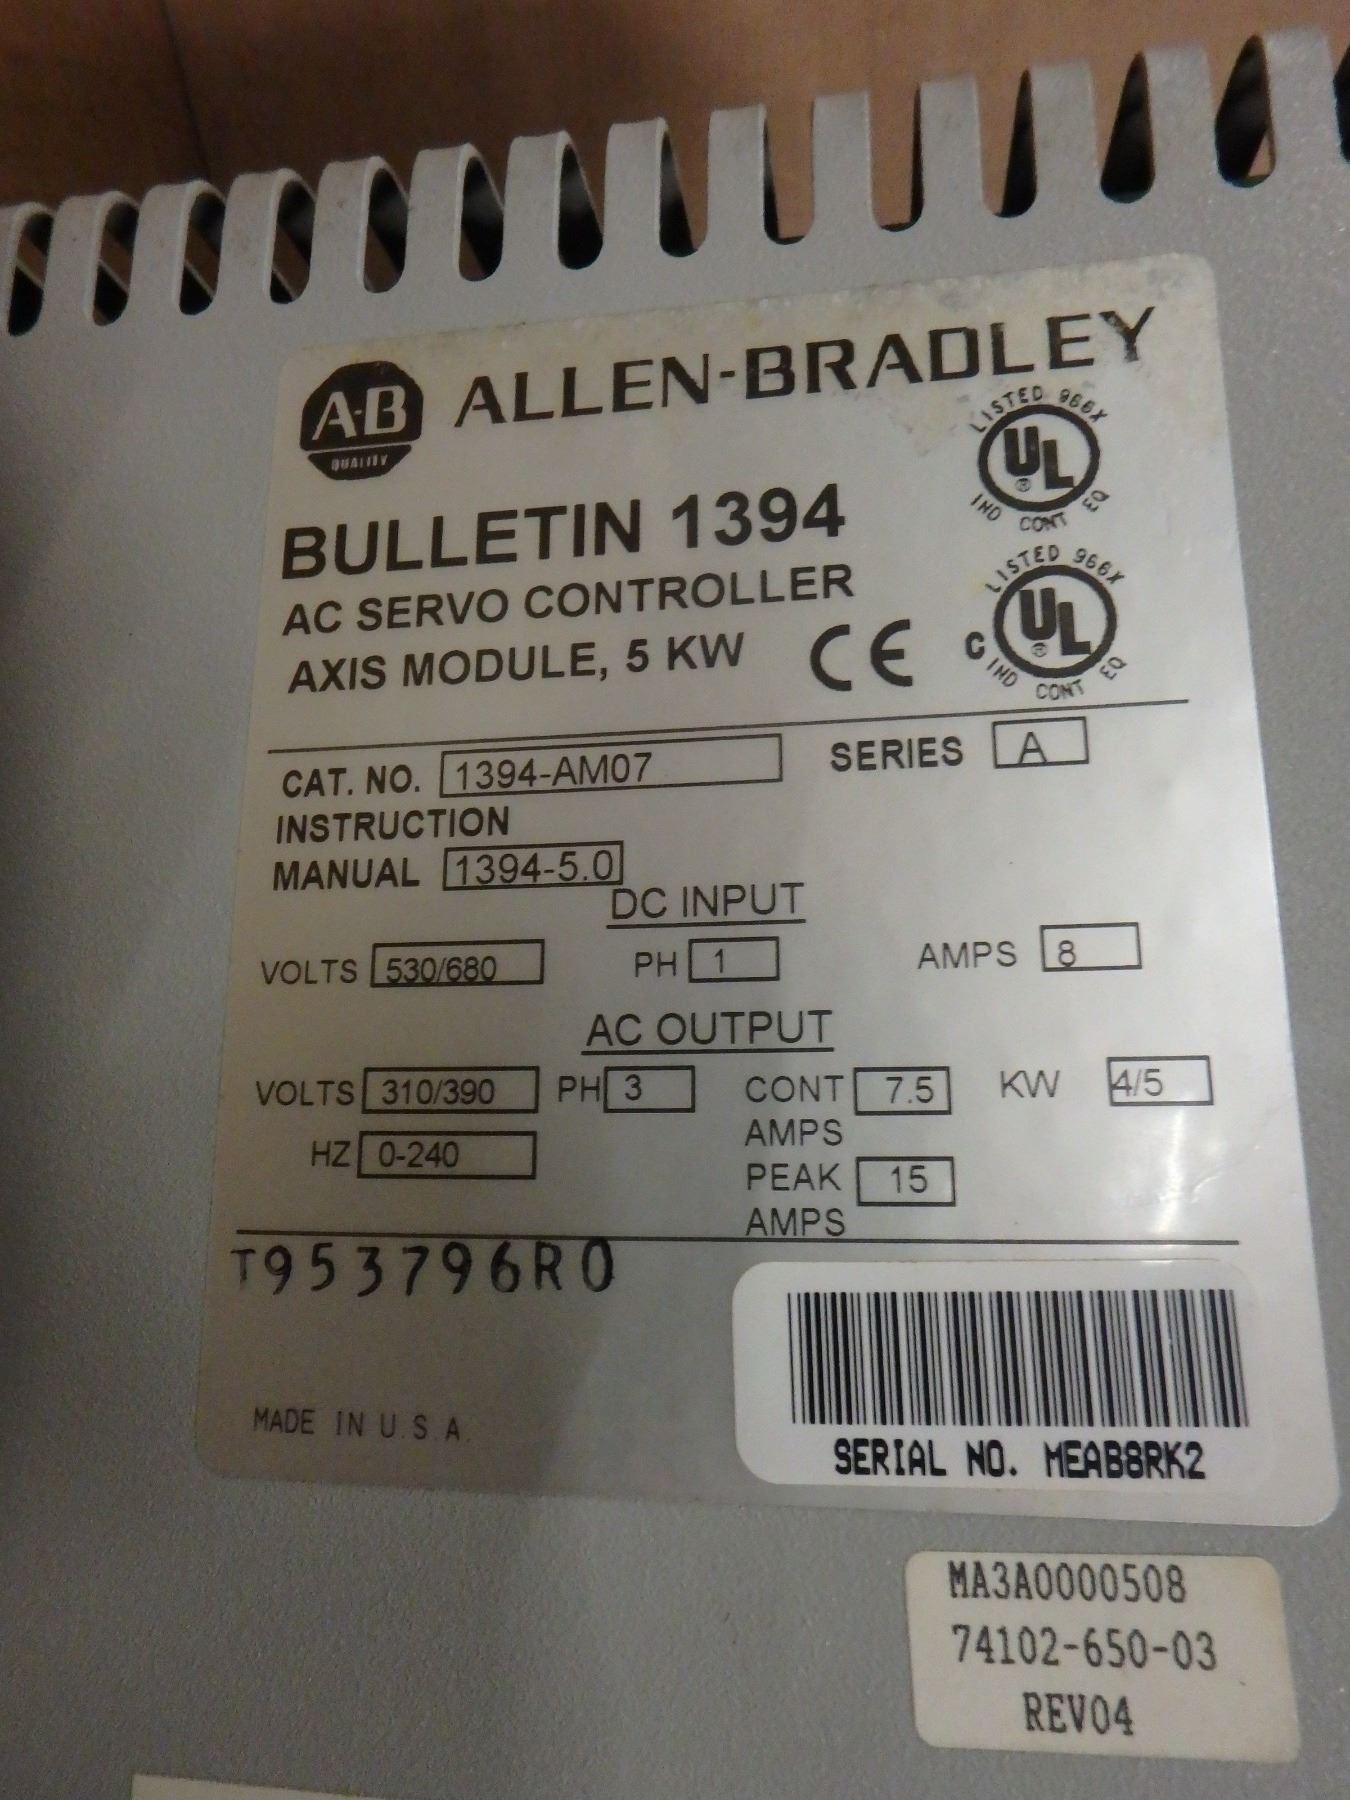 A-B ALLEN-BRADLEY
QUALITY
LISTED 966X
UL
®
IND CONT EQ
BULLETIN 1394
AC SERVO CONTROLLER
AXIS MODULE, 5 KW
CE
LISTED 966X
C UL
®
IND CONT EQ
CAT. NO. 1394-AM07 SERIES A
INSTRUCTION
MANUAL 1394-5.0
DC INPUT
VOLTS 530/680 PH 1 AMPS 8
AC OUTPUT
VOLTS 310/390 PH 3 CONT 7.5 KW 4/5
AMPS
HZ 0-240 PEAK 15
AMPS
T953796R0
MADE IN U.S.A.
SERIAL NO. MEAB8RK2
MA3A0000508
74102-650-03
REV04